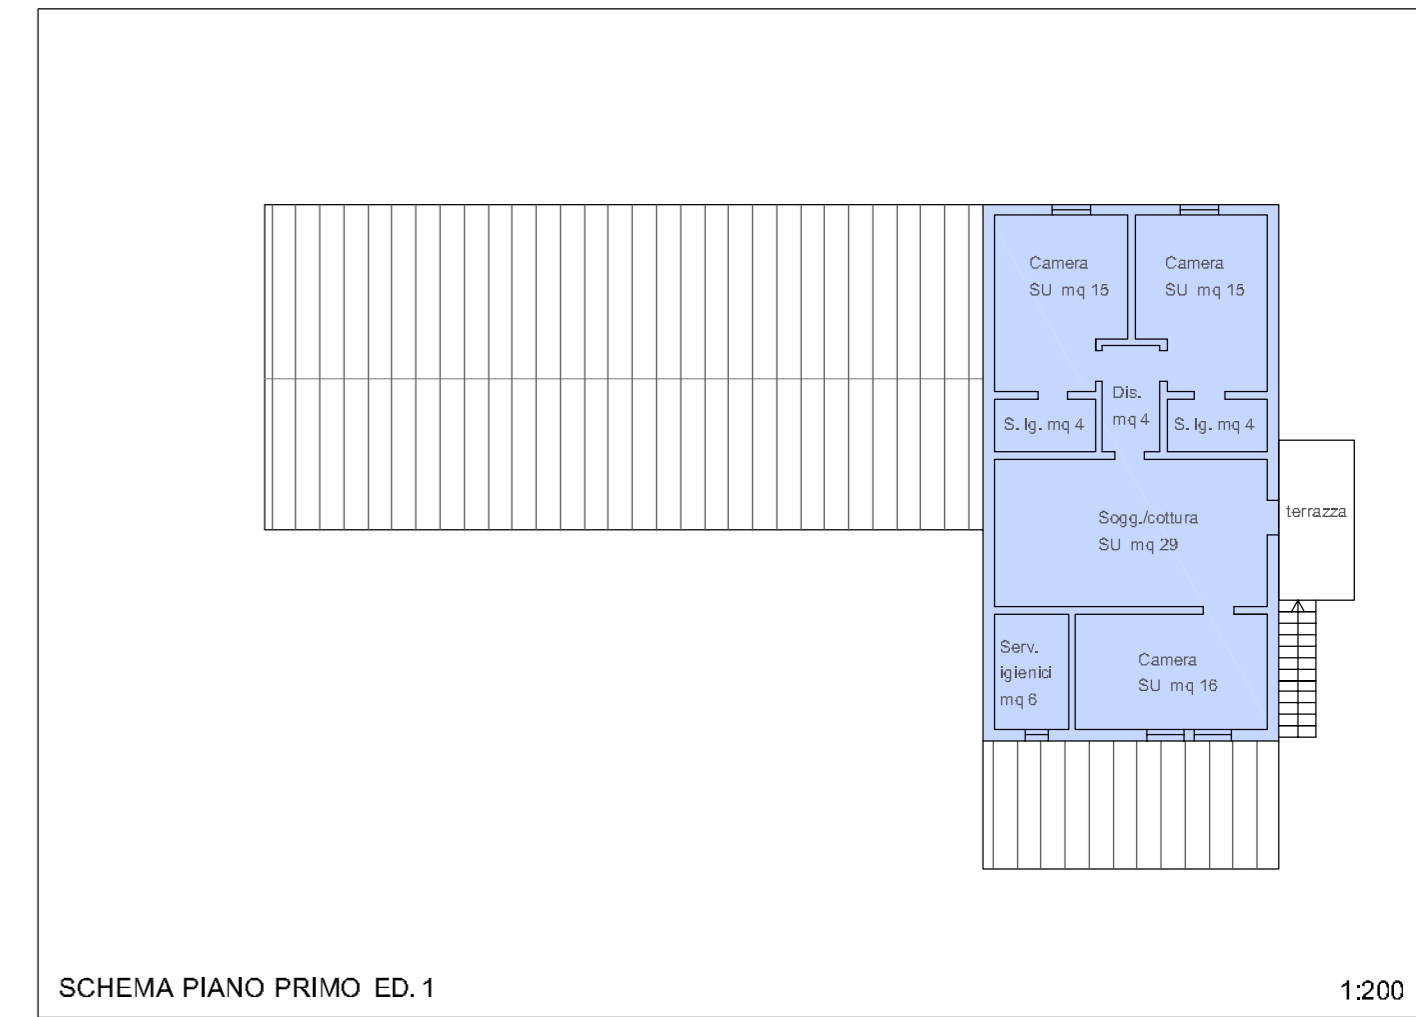 Camera
SU mq 15
Camera
SU mq 15
Dis.
mq 4
S. Ig. mq 4
S. Ig. mq 4
Sogg./cottura
SU mq 29
terrazza
Serv.
igienici
mq 6
Camera
SU mq 16
SCHEMA PIANO PRIMO ED. 1
1:200